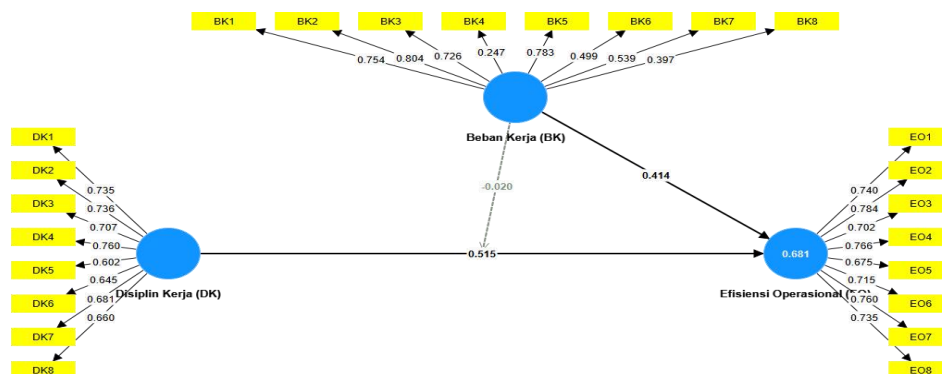 BK1 BK2 BK3 BK4 BK5 BK6 BK7 BK8
0.754 0.804 0.726 0.247 0.783 0.499 0.539 0.397
Beban Kerja (BK)
-0.020
0.414
DK1
DK2
DK3
DK4
DK5
DK6
DK7
DK8
0.735
0.736
0.707
0.760
0.602
0.645
0.681
0.660
Disiplin Kerja (DK)
0.515
0.681
Efisiensi Operasional (EO)
0.740
0.784
0.702
0.766
0.675
0.715
0.760
0.735
EO1
EO2
EO3
EO4
EO5
EO6
EO7
EO8